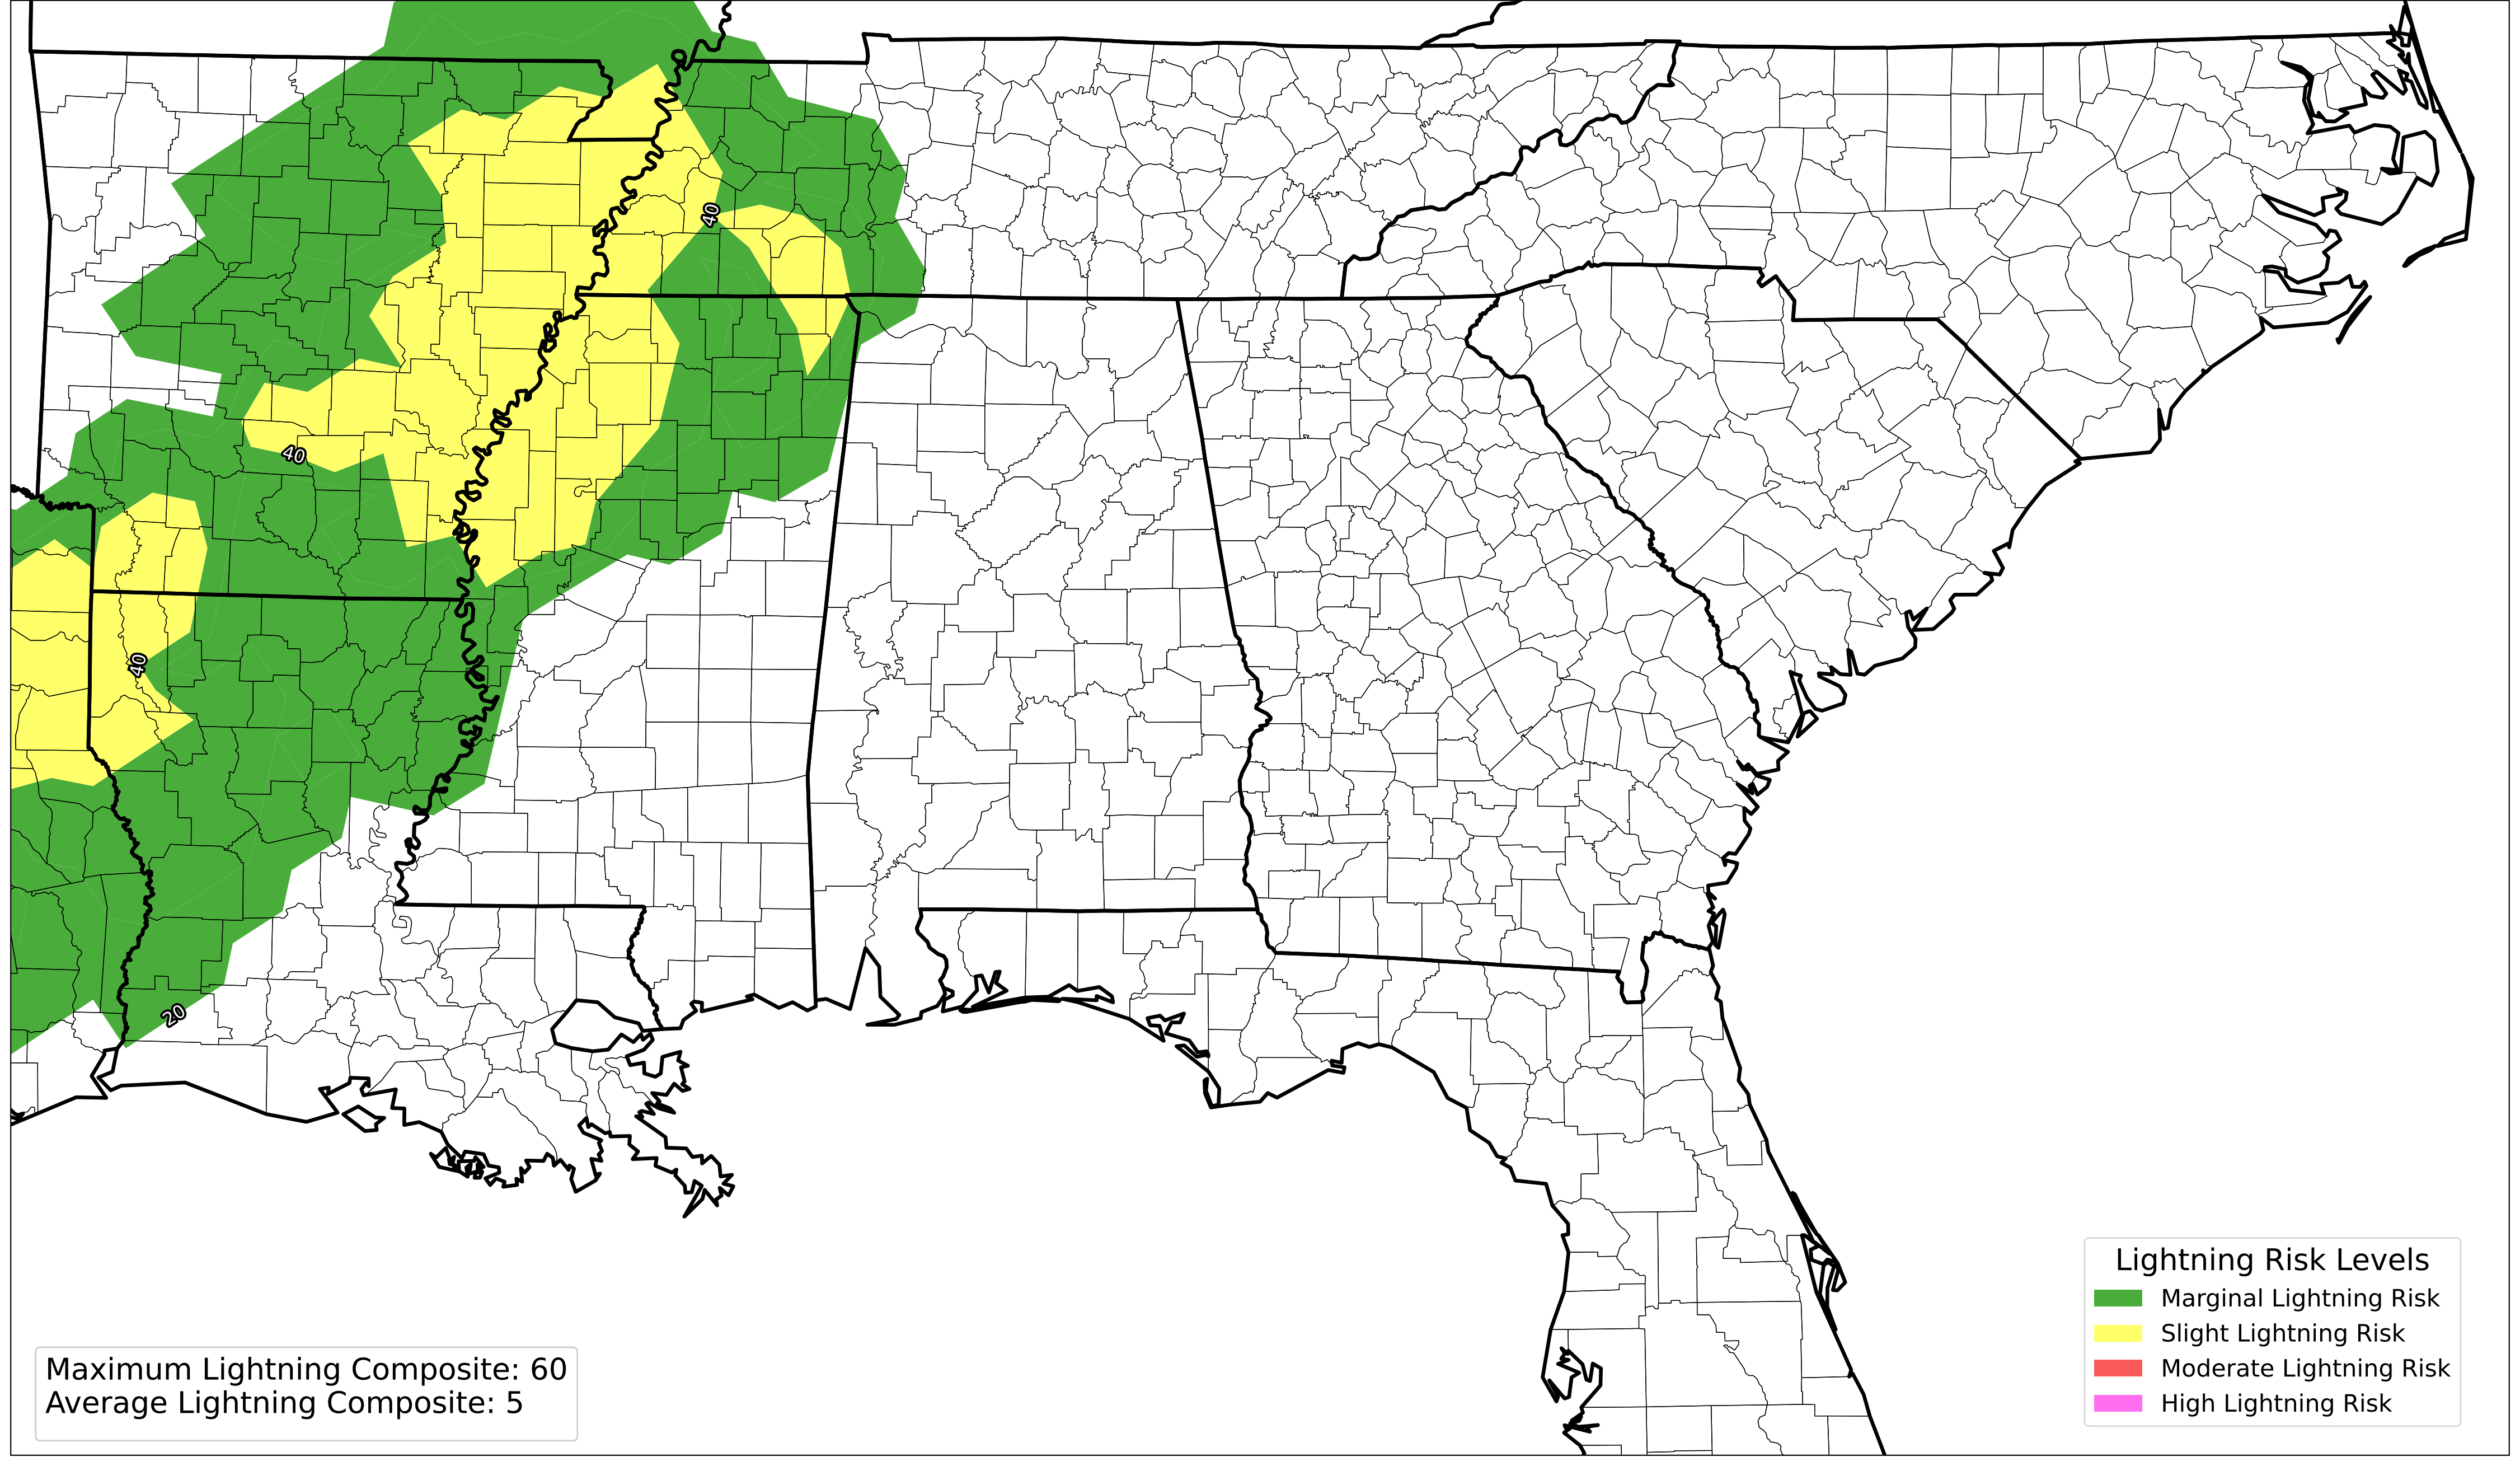 40
40
40
20
Lightning Risk Levels
Marginal Lightning Risk
Slight Lightning Risk
Moderate Lightning Risk
High Lightning Risk
Maximum Lightning Composite: 60
Average Lightning Composite: 5